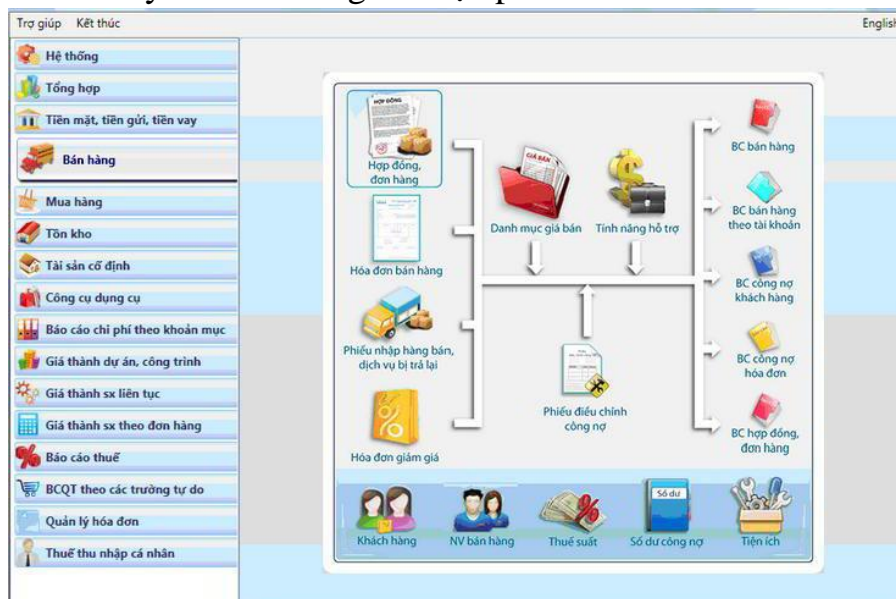 Trợ giúp Kết thúc
English
Hệ thống
Tổng hợp
Tiền mặt, tiền gửi, tiền vay
Bán hàng
Mua hàng
Tồn kho
Tài sản cố định
Công cụ dụng cụ
Báo cáo chi phí theo khoản mục
Giá thành dự án, công trình
Giá thành sx liên tục
Giá thành sx theo đơn hàng
Báo cáo thuế
BCQT theo các trường tự do
Quản lý hóa đơn
Thuế thu nhập cá nhân
HỢP ĐỒNG
Hợp đồng,
đơn hàng
Hóa đơn bán hàng
Phiếu nhập hàng bán,
dịch vụ bị trả lại
Hóa đơn giảm giá
GIÁ BÁN
Danh mục giá bán
Tính năng hỗ trợ
Phiếu điều chỉnh
công nợ
BC bán hàng
BC bán hàng
theo tài khoản
BC công nợ
khách hàng
BC công nợ
hóa đơn
BC hợp đồng,
đơn hàng
Khách hàng
NV bán hàng
Thuế suất
Số dư
Số dư công nợ
Tiện ích